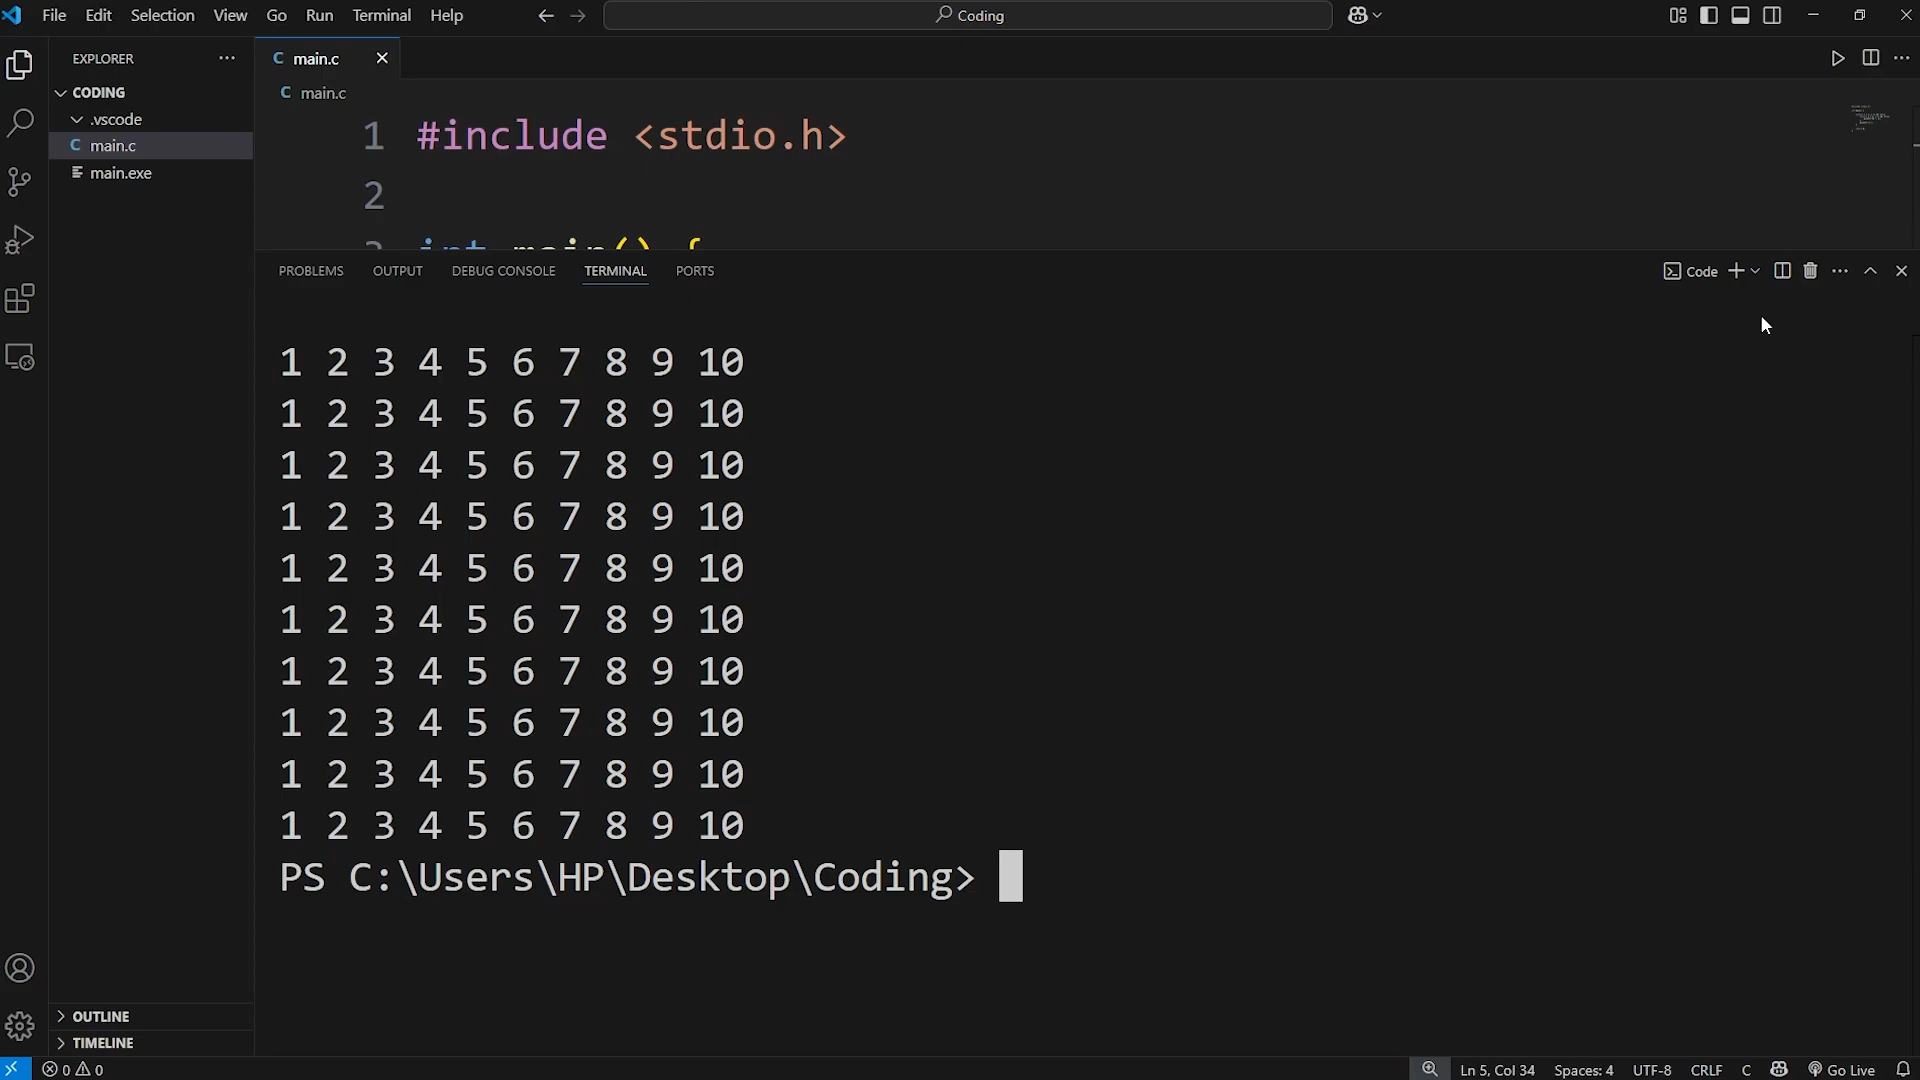 File Edit Selection View Go Run Terminal Help Coding
EXPLORER
main.c
CODING
main.c
.vscode
main.c
main.exe
1 #include <stdio.h>
2
3 int main() {
PROBLEMS OUTPUT DEBUG CONSOLE TERMINAL PORTS Code
1 2 3 4 5 6 7 8 9 10
1 2 3 4 5 6 7 8 9 10
1 2 3 4 5 6 7 8 9 10
1 2 3 4 5 6 7 8 9 10
1 2 3 4 5 6 7 8 9 10
1 2 3 4 5 6 7 8 9 10
1 2 3 4 5 6 7 8 9 10
1 2 3 4 5 6 7 8 9 10
1 2 3 4 5 6 7 8 9 10
1 2 3 4 5 6 7 8 9 10
PS C:\Users\HP\Desktop\Coding>
OUTLINE
TIMELINE
0 0 Ln 5, Col 34 Spaces: 4 UTF-8 CRLF C Go Live